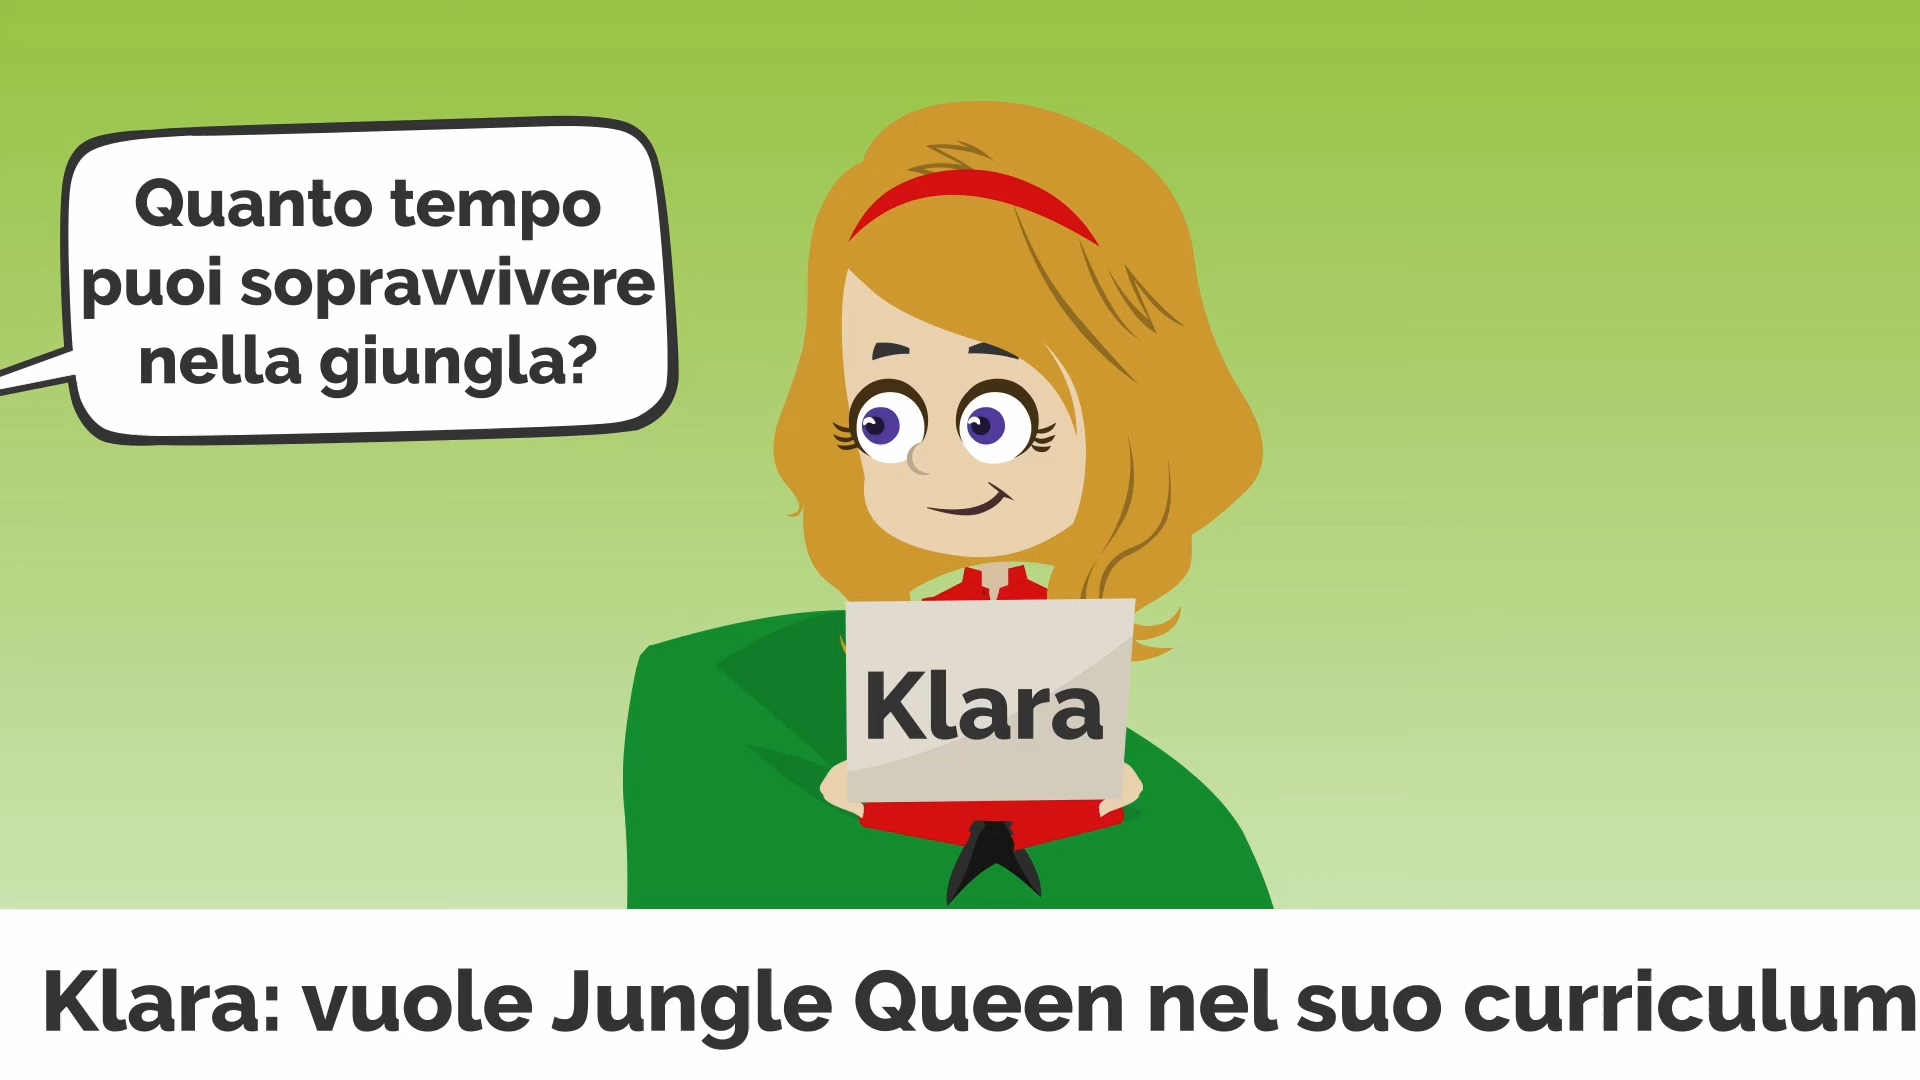 Quanto tempo
puoi sopravvivere
nella giungla?
Klara
Klara: vuole Jungle Queen nel suo curriculum